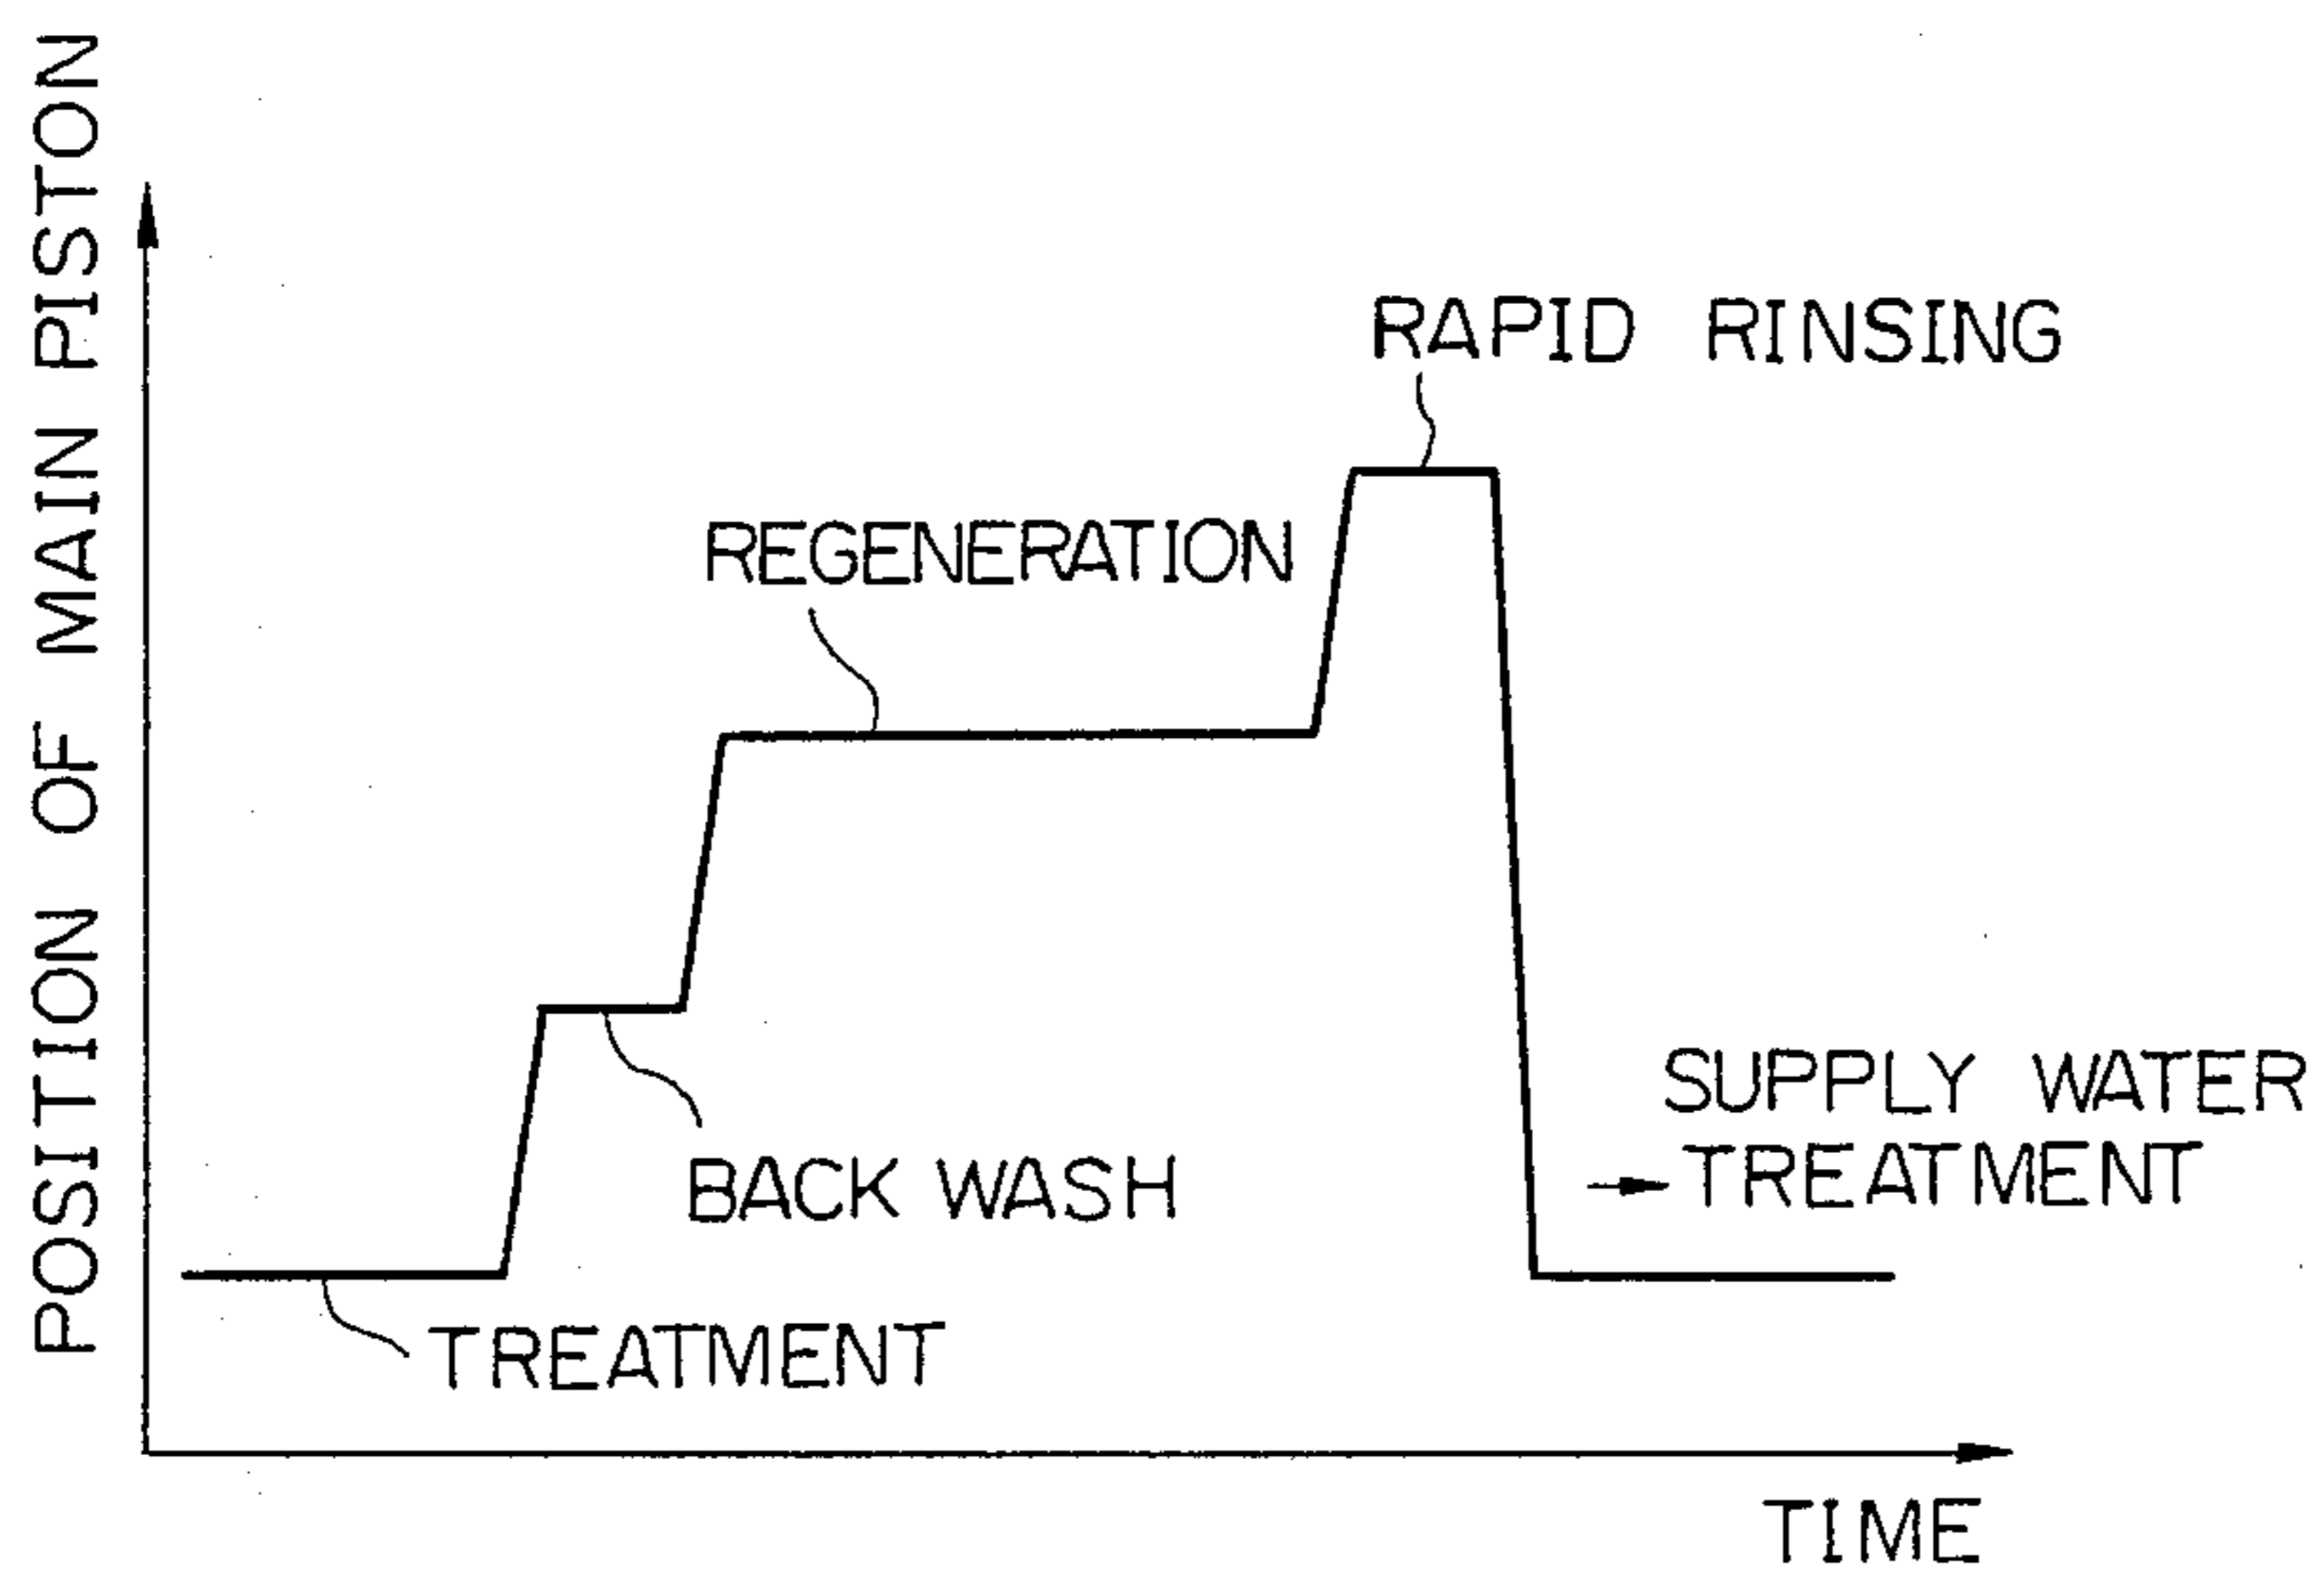 POSITION OF MAIN PISTON
RAPID RINSING
REGENERATION
BACK WASH
TREATMENT
SUPPLY WATER
TREATMENT
TIME